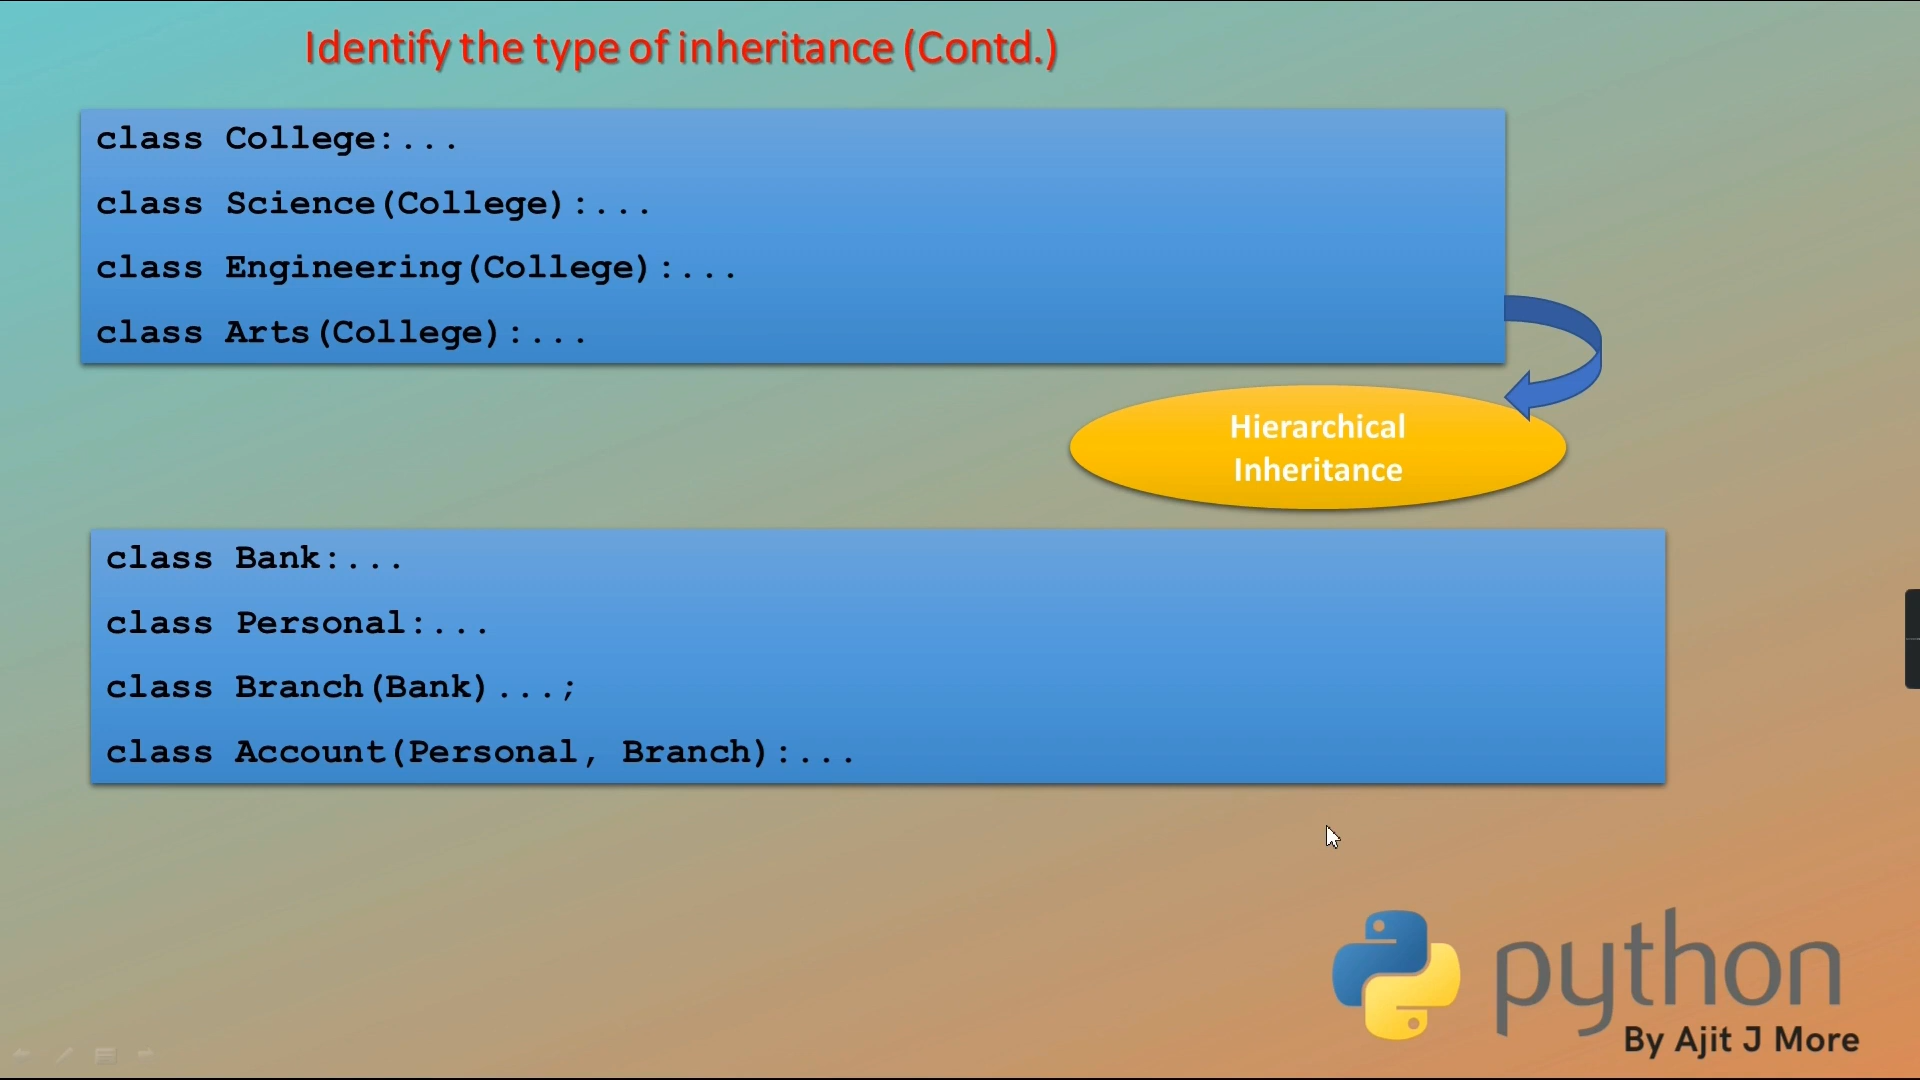 Identify the type of inheritance (Contd.)
class College:...
class Science(College):...
class Engineering(College):...
class Arts(College):...
Hierarchical
Inheritance
class Bank:...
class Personal:...
class Branch(Bank)...;
class Account(Personal, Branch):...
python
By Ajit J More